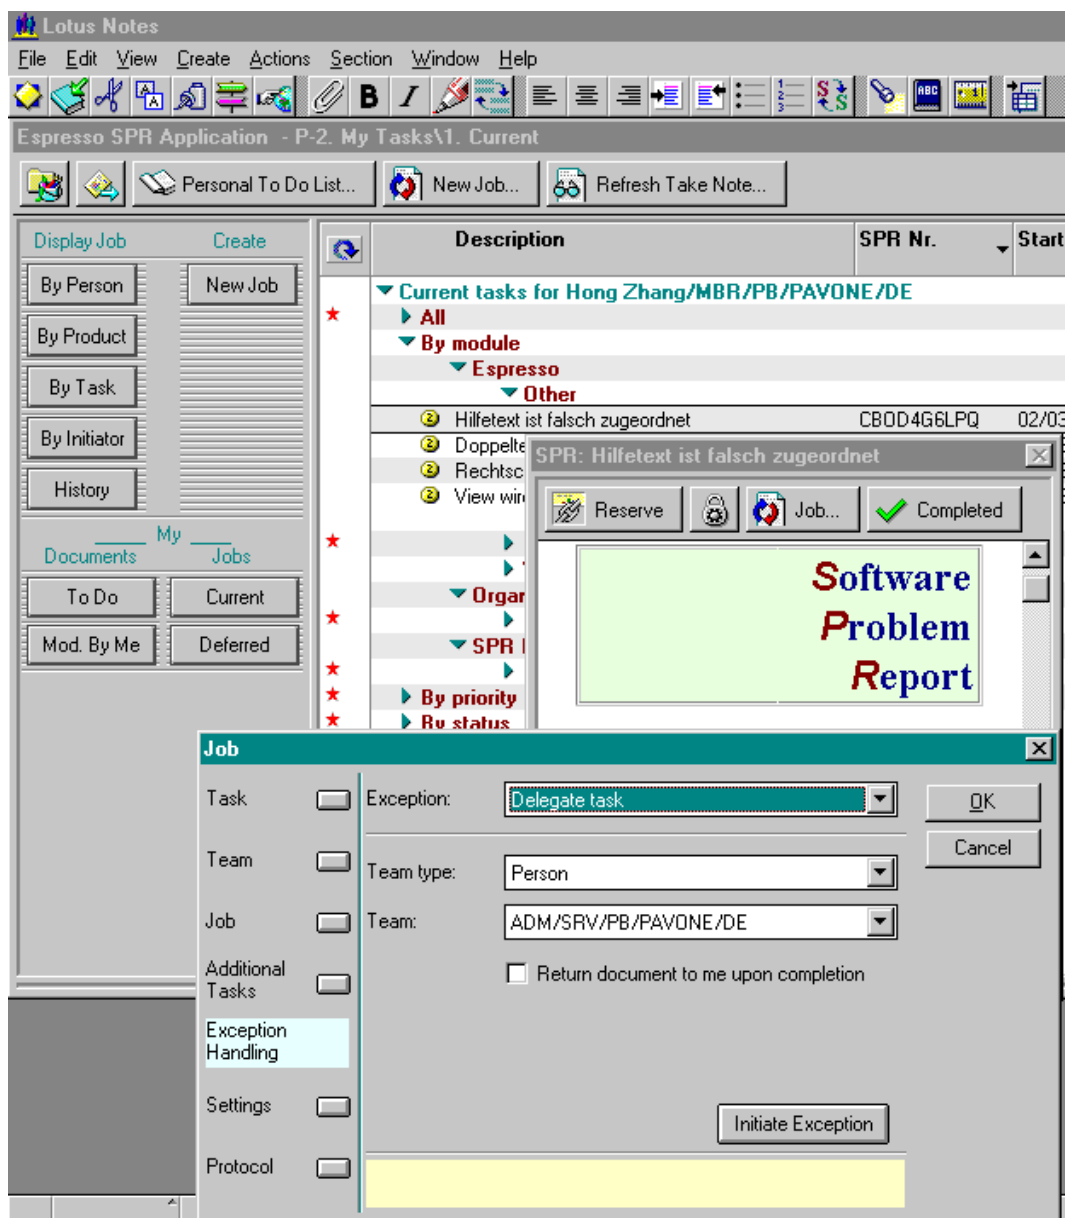 Lotus Notes
File Edit View Create Actions Section Window Help
Espresso SPR Application - P-2. My Tasks\1. Current
Personal To Do List... New Job... Refresh Take Note...
Display Job Create
By Person New Job
By Product
By Task
By Initiator
History
My
Documents Jobs
To Do Current
Mod. By Me Deferred
Description SPR Nr. Start
Current tasks for Hong Zhang/MBR/PB/PAVONE/DE
All
By module
Espresso
Other
Hilfetext ist falsch zugeordnet CBOD4G6LPQ 02/03
Doppelte
Rechtsc
View wir
Organ
SPR
By priority
By status
SPR: Hilfetext ist falsch zugeordnet
Reserve Job... Completed
Software
Problem
Report
Job
Task
Team
Job
Additional
Tasks
Exception
Handling
Settings
Protocol
Exception: Delegate task
Team type: Person
Team: ADM/SRV/PB/PAVONE/DE
Return document to me upon completion
Initiate Exception
OK
Cancel